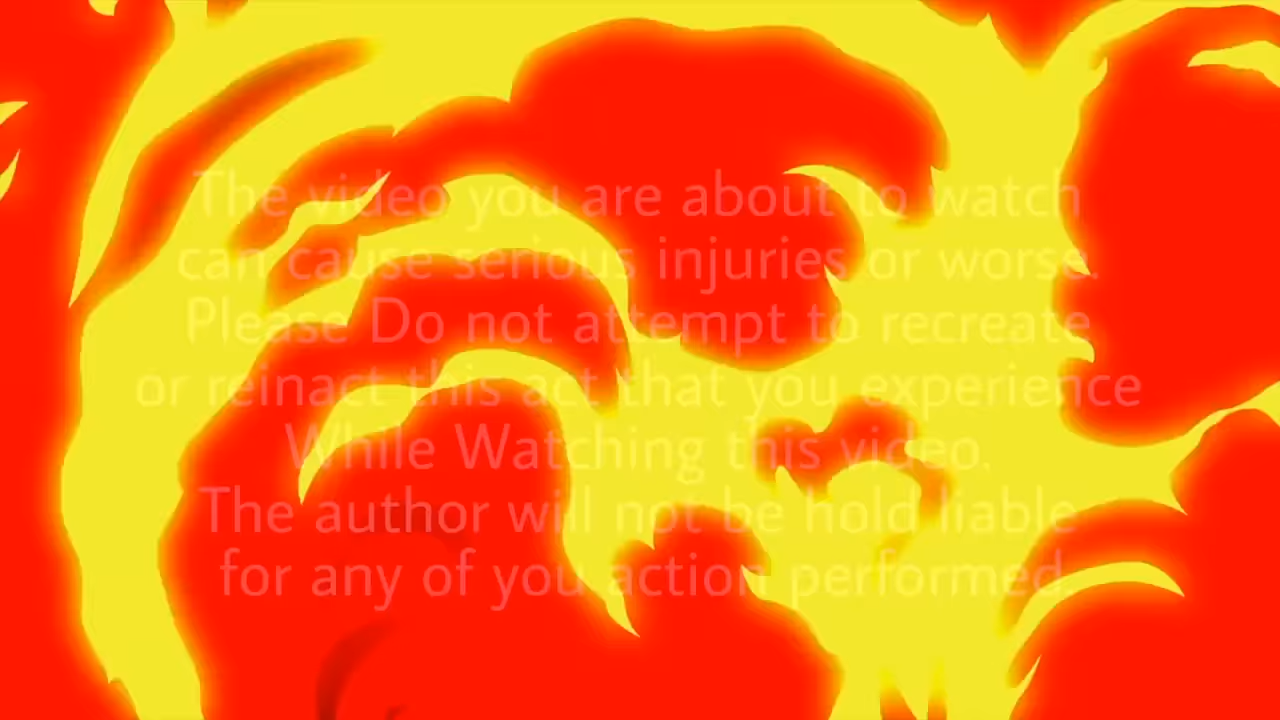 The video you are about to watch
can cause serious injuries or worse.
Please Do not attempt to recreate
or reinact this act that you experience
While Watching this video.
The author will not be hold liable
for any of you action performed.